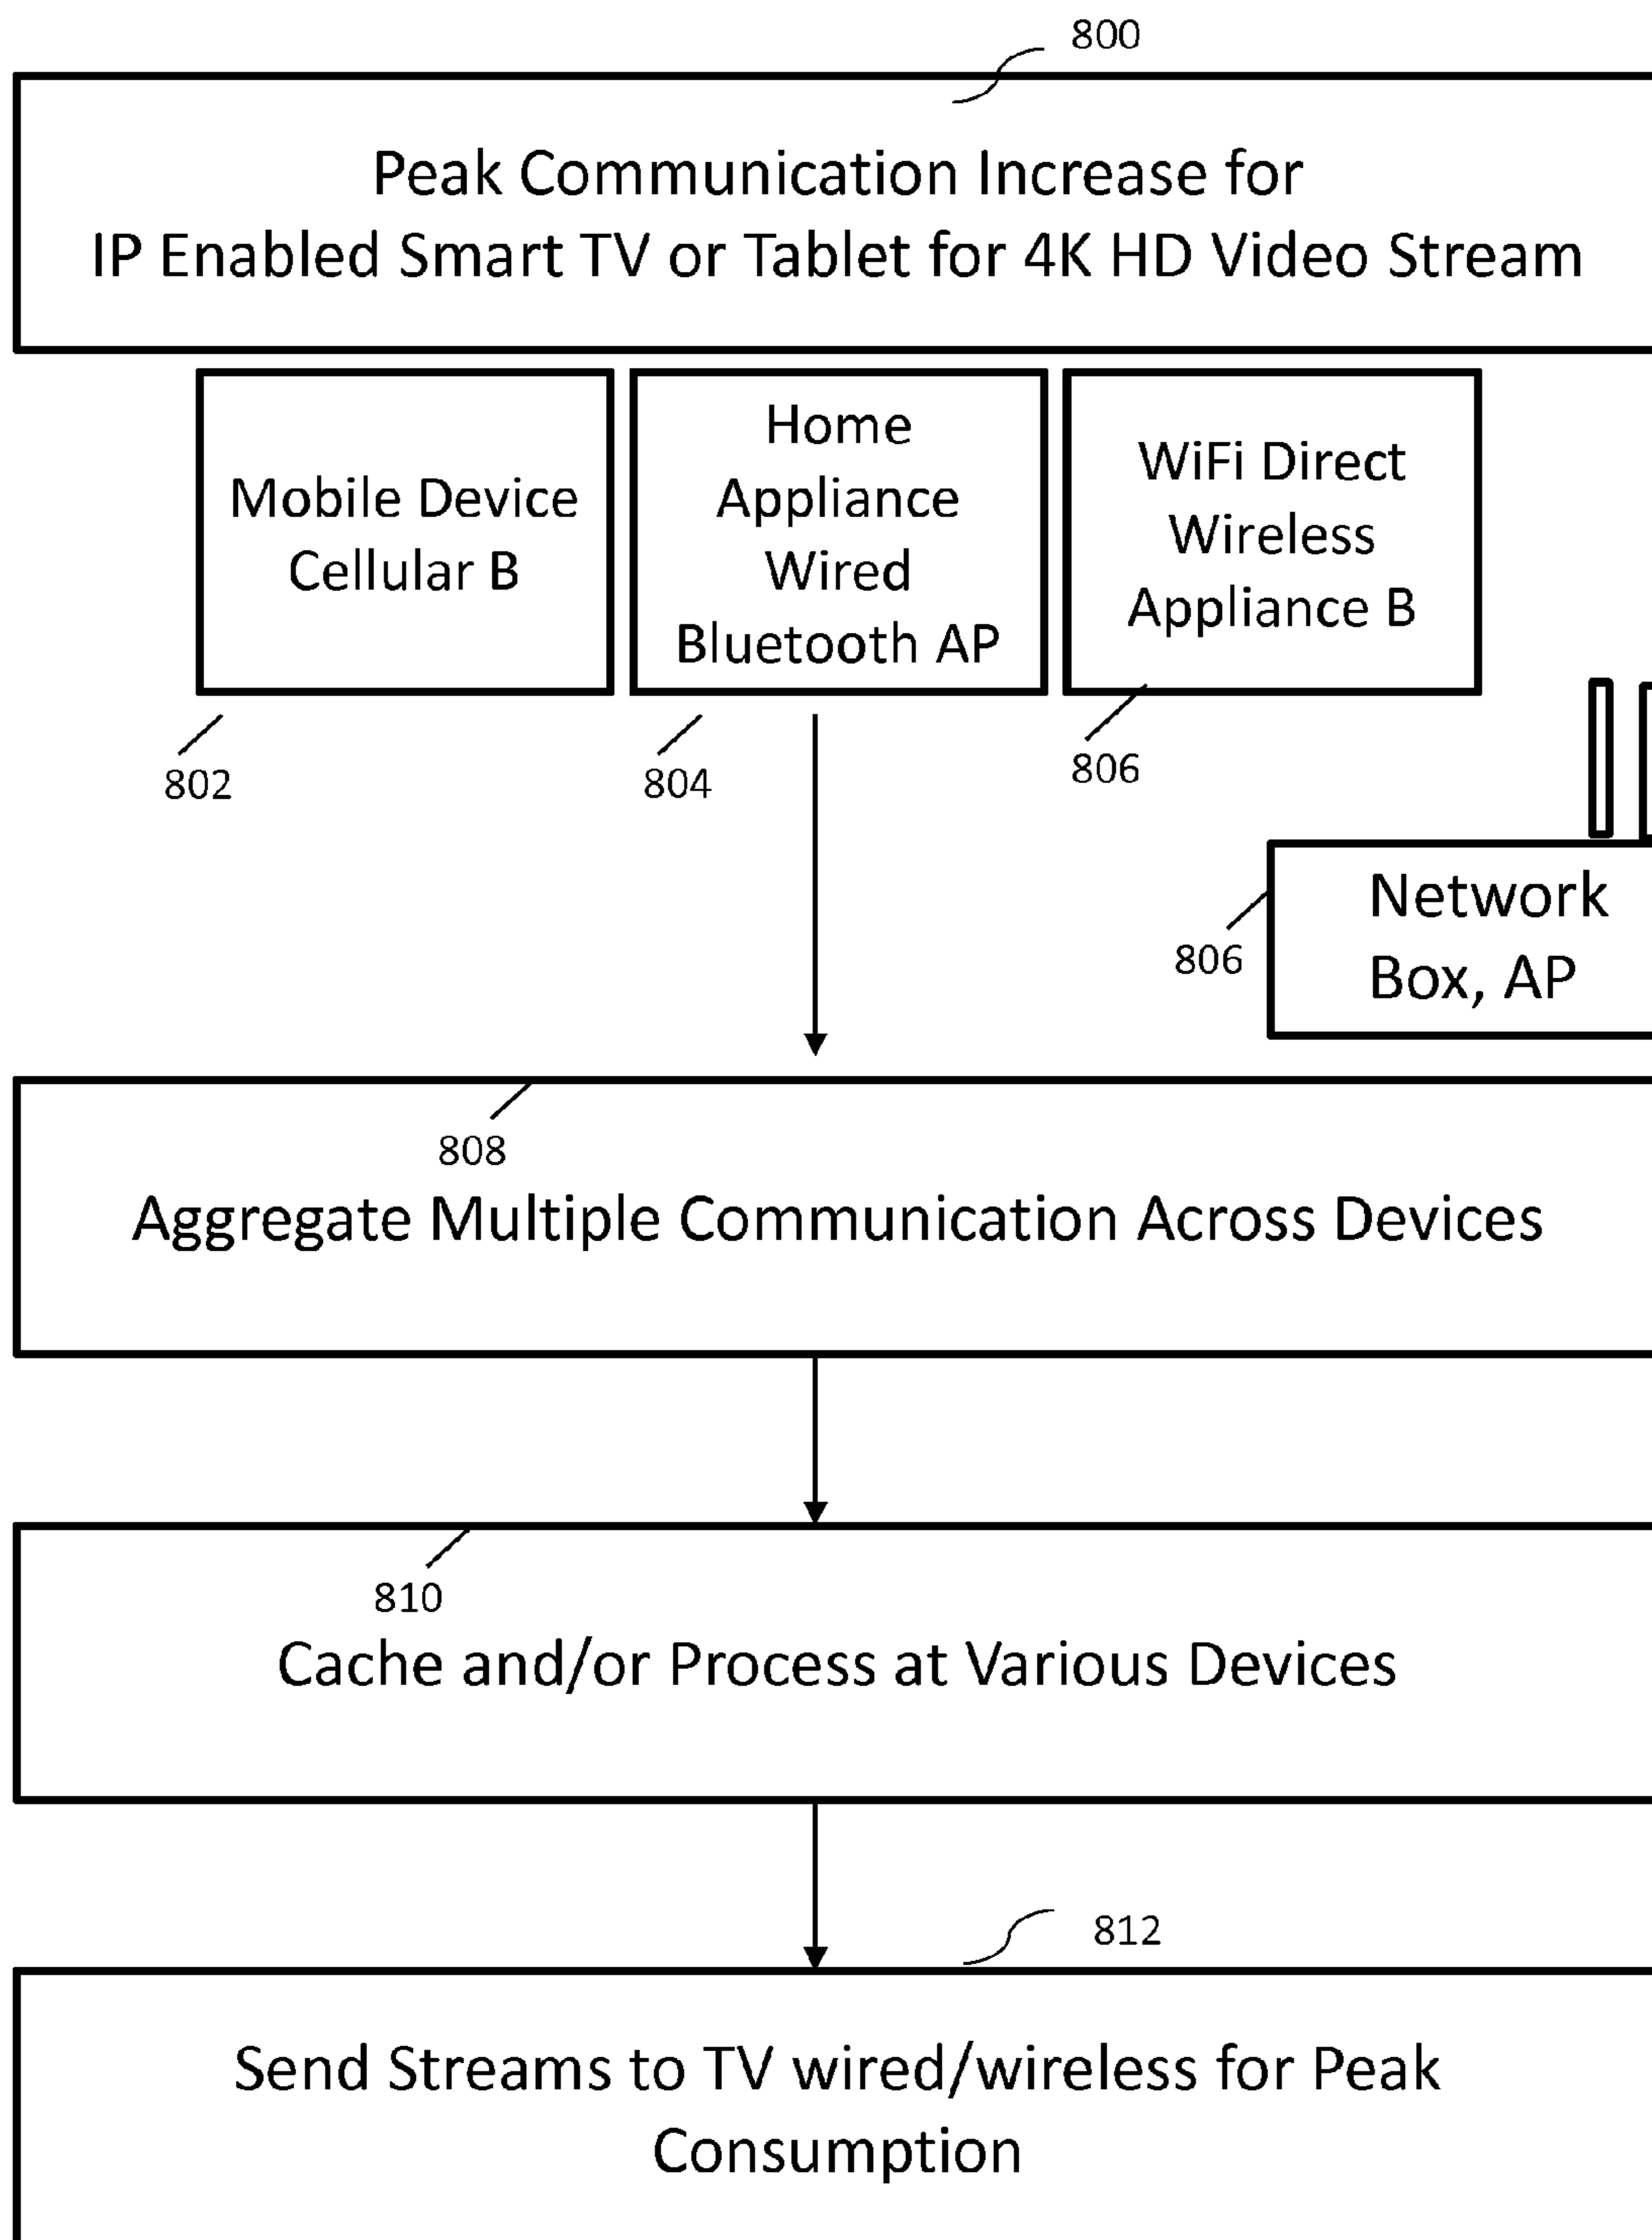 800
Peak Communication Increase for
IP Enabled Smart TV or Tablet for 4K HD Video Stream
Mobile Device
Cellular B
Home
Appliance
Wired
Bluetooth AP
WiFi Direct
Wireless
Appliance B
802
804
806
Network
Box, AP
806
808
Aggregate Multiple Communication Across Devices
810
Cache and/or Process at Various Devices
812
Send Streams to TV wired/wireless for Peak
Consumption